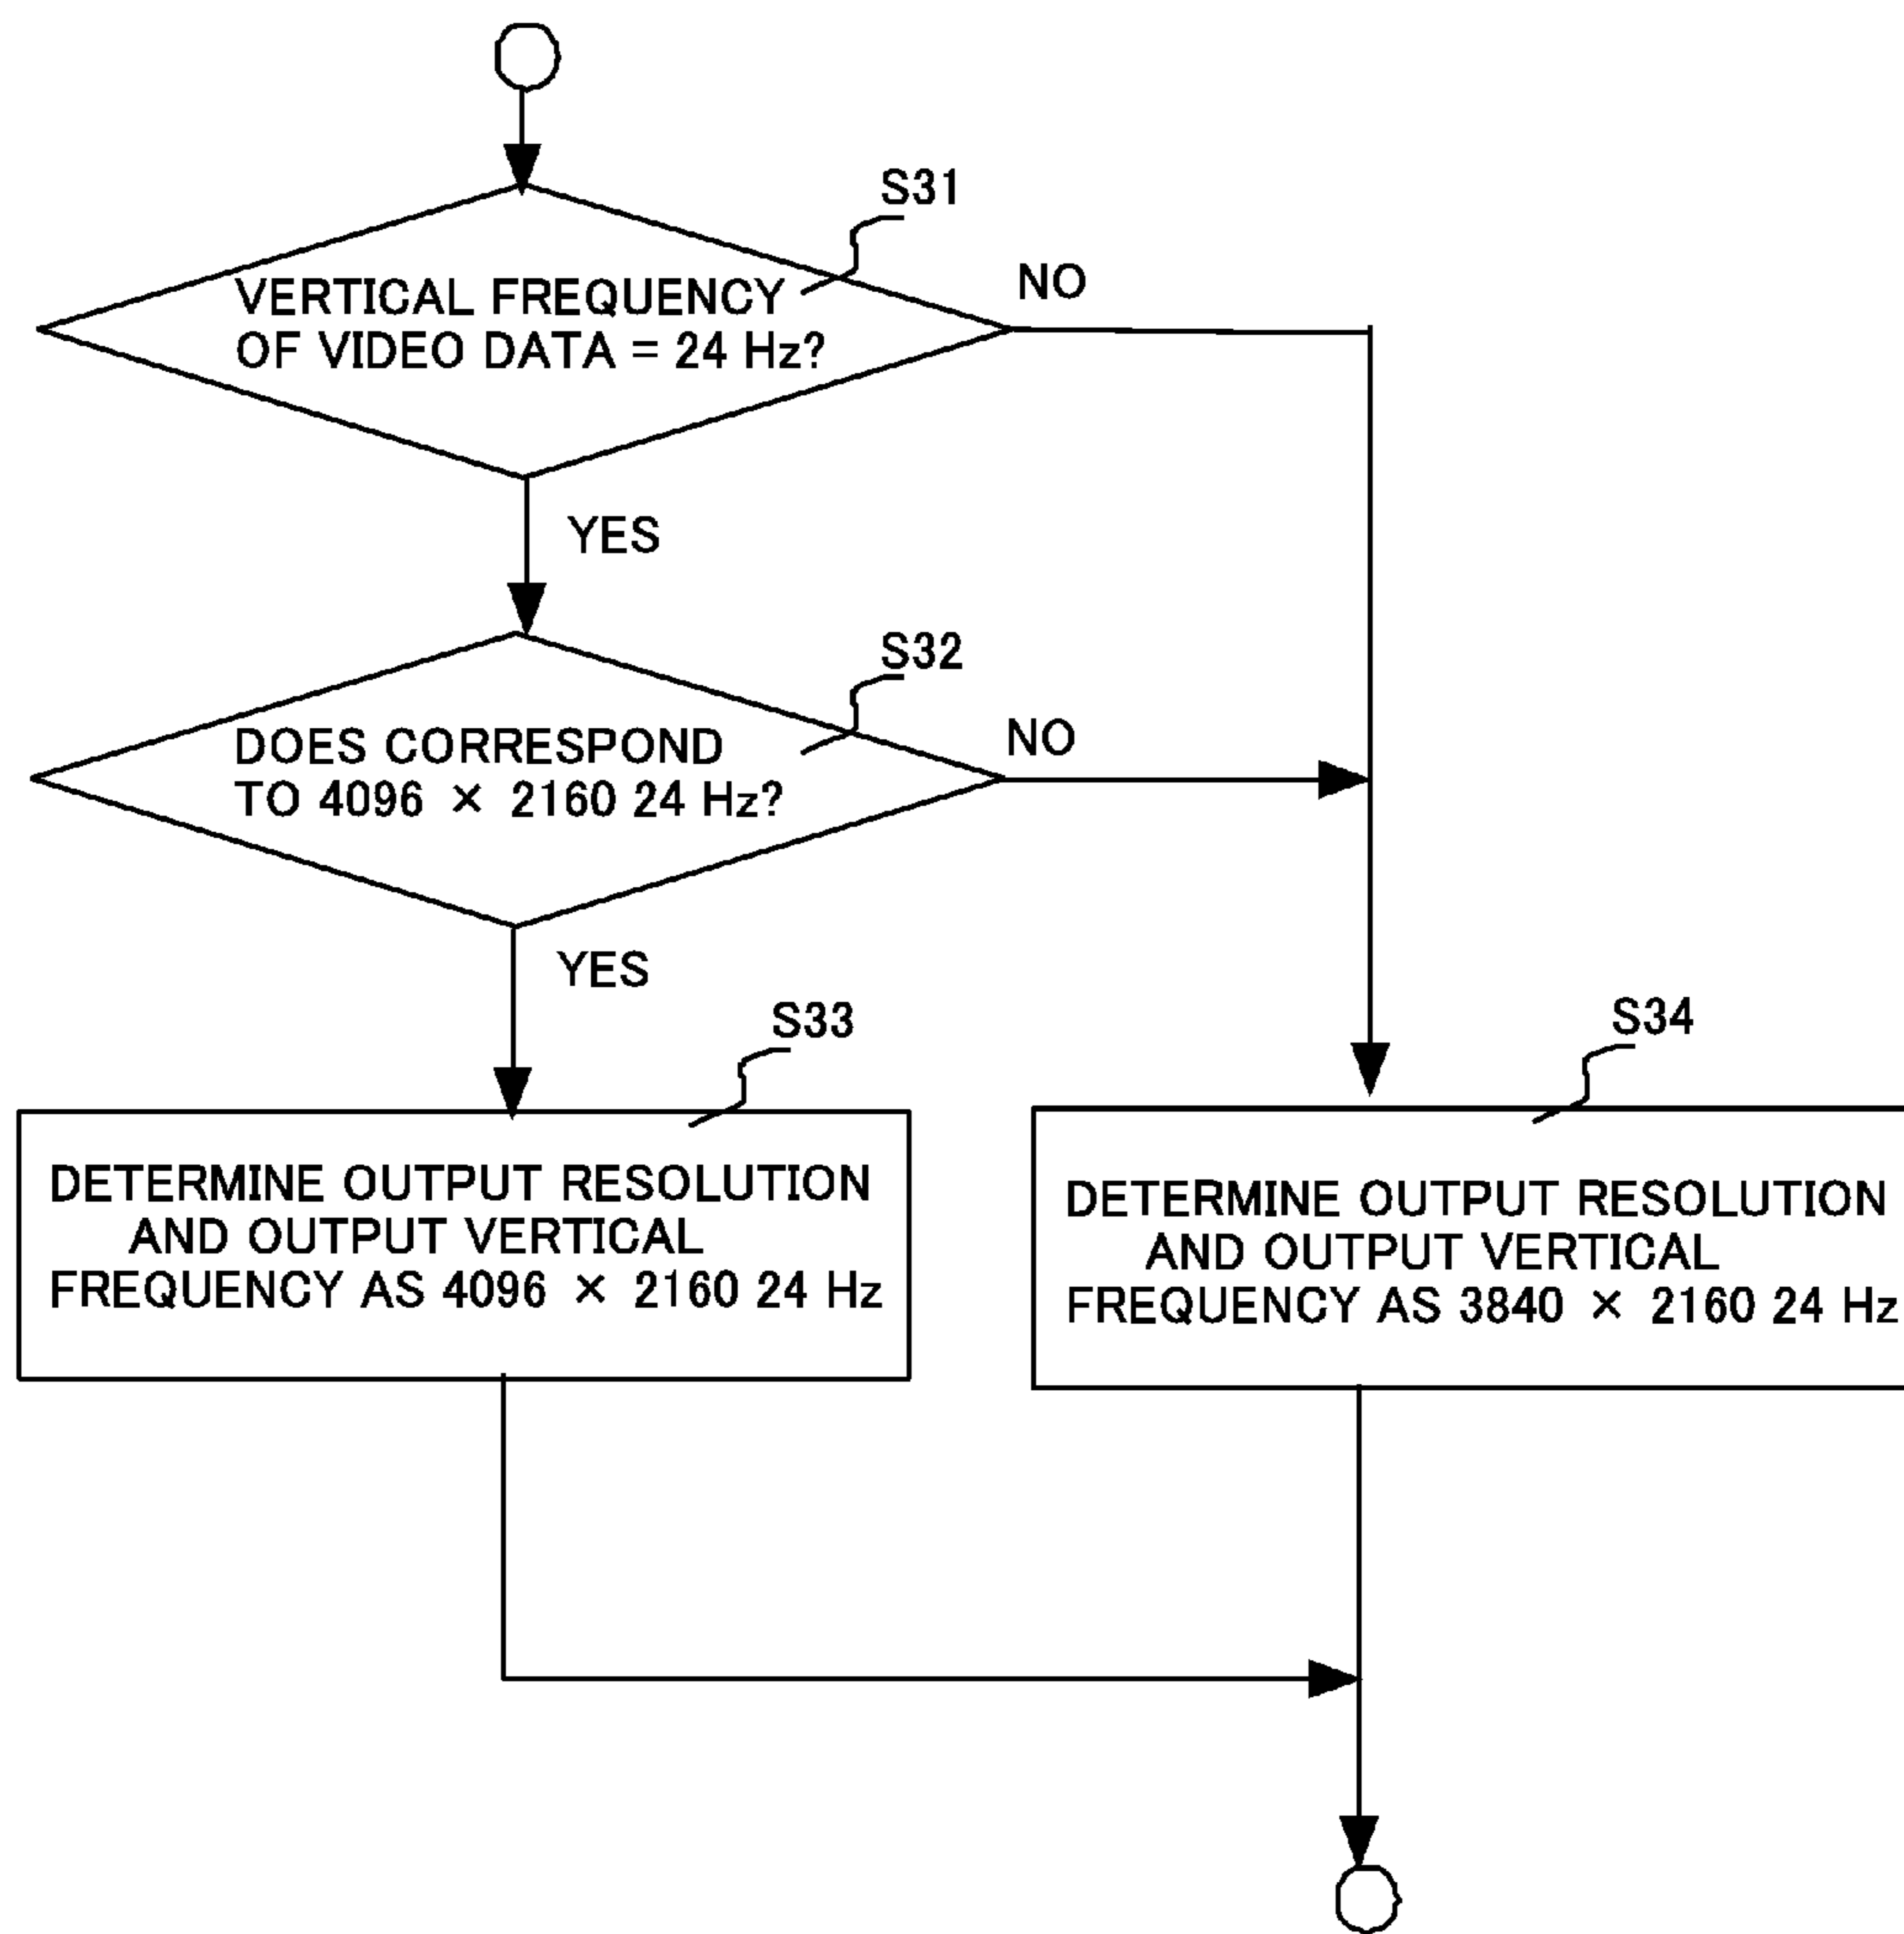 S31
VERTICAL FREQUENCY
OF VIDEO DATA = 24 Hz?
NO
YES
S32
DOES CORRESPOND
TO 4096 × 2160 24 Hz?
NO
YES
S33
DETERMINE OUTPUT RESOLUTION
AND OUTPUT VERTICAL
FREQUENCY AS 4096 × 2160 24 Hz
S34
DETERMINE OUTPUT RESOLUTION
AND OUTPUT VERTICAL
FREQUENCY AS 3840 × 2160 24 Hz